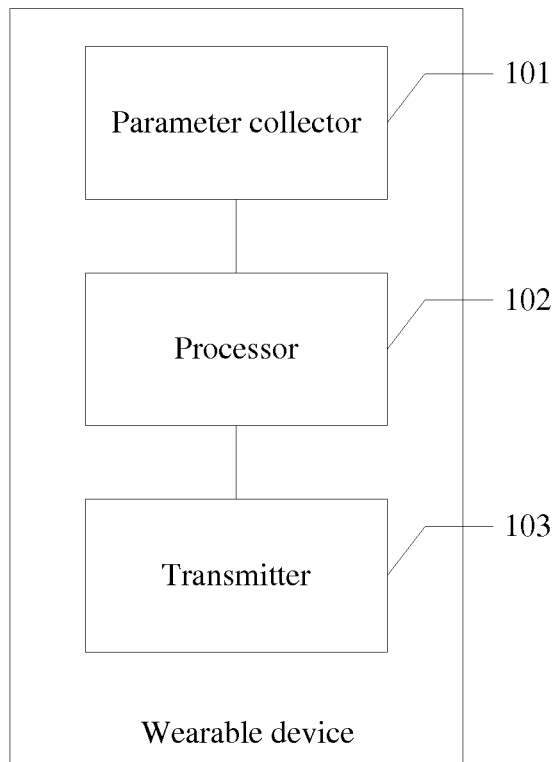 101
Parameter collector
102
Processor
103
Transmitter
Wearable device